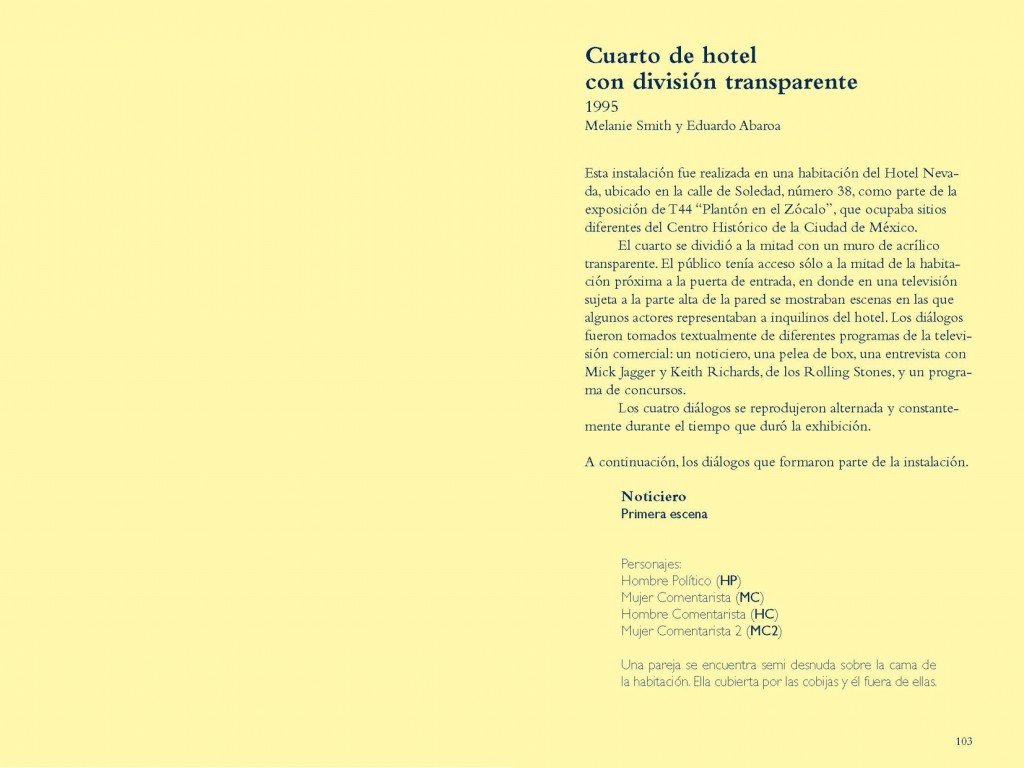 Cuarto de hotel
con división transparente
1995
Melanie Smith y Eduardo Abaroa
Esta instalación fue realizada en una habitación del Hotel Neva-
da, ubicado en la calle de Soledad, número 38, como parte de la
exposición de T44 “Plantón en el Zócalo”, que ocupaba sitios
diferentes del Centro Histórico de la Ciudad de México.
El cuarto se dividió a la mitad con un muro de acrílico
transparente. El público tenía acceso sólo a la mitad de la habita-
ción próxima a la puerta de entrada, en donde en una televisión
sujeta a la parte alta de la pared se mostraban escenas en las que
algunos actores representaban a inquilinos del hotel. Los diálogos
fueron tomados textualmente de diferentes programas de la televi-
sión comercial: un noticiero, una pelea de box, una entrevista con
Mick Jagger y Keith Richards, de los Rolling Stones, y un progra-
ma de concursos.
Los cuatro diálogos se reprodujeron alternada y constante-
mente durante el tiempo que duró la exhibición.
A continuación, los diálogos que formaron parte de la instalación.
Noticiero
Primera escena
Personajes:
Hombre Político (HP)
Mujer Comentarista (MC)
Hombre Comentarista (HC)
Mujer Comentarista 2 (MC2)
Una pareja se encuentra semi desnuda sobre la cama de
la habitación. Ella cubierta por las cobijas y él fuera de ellas.
103